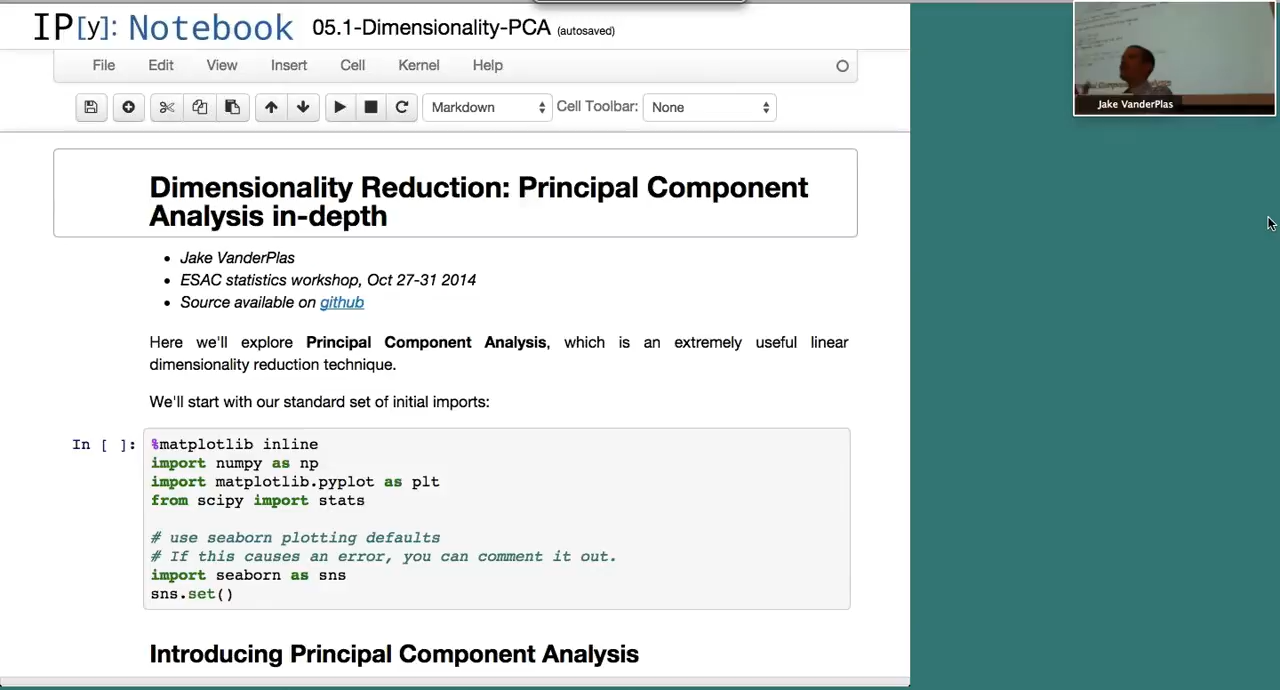 IP[y]: Notebook 05.1-Dimensionality-PCA (autosaved)
File Edit View Insert Cell Kernel Help
Markdown Cell Toolbar: None
Jake VanderPlas
Dimensionality Reduction: Principal Component
Analysis in-depth
• Jake VanderPlas
• ESAC statistics workshop, Oct 27-31 2014
• Source available on github
Here we'll explore Principal Component Analysis, which is an extremely useful linear
dimensionality reduction technique.
We'll start with our standard set of initial imports:
In [ ]: %matplotlib inline
import numpy as np
import matplotlib.pyplot as plt
from scipy import stats
# use seaborn plotting defaults
# If this causes an error, you can comment it out.
import seaborn as sns
sns.set()
Introducing Principal Component Analysis